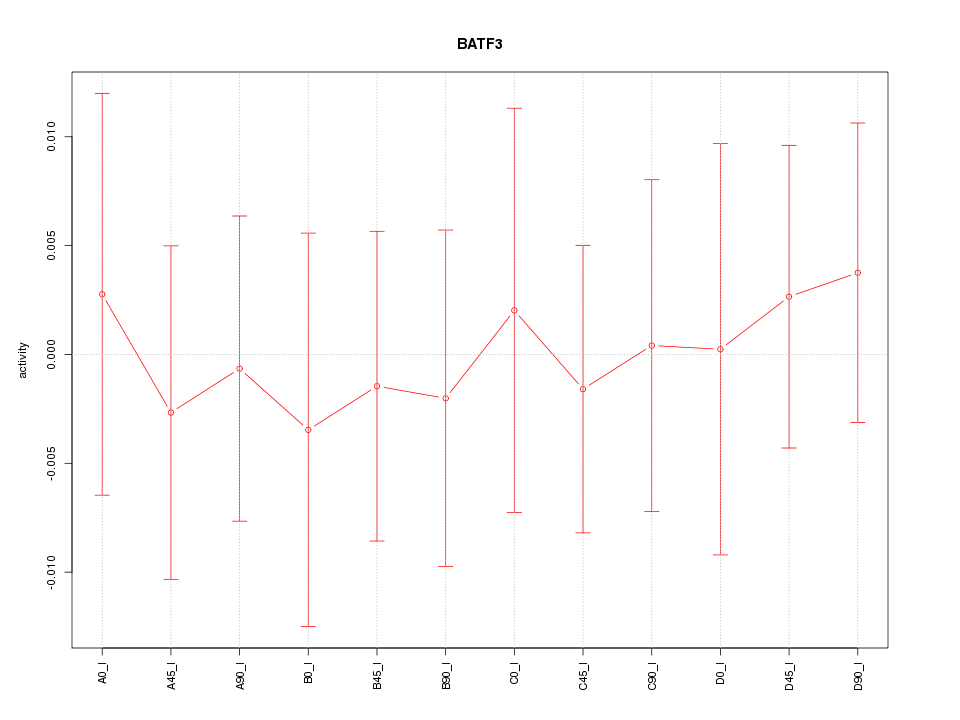 BATF3
activity
0.010
0.005
0.000
-0.005
-0.010
A0_I
A45_I
A90_I
B0_I
B45_I
B90_I
C0_I
C45_I
C90_I
D0_I
D45_I
D90_I